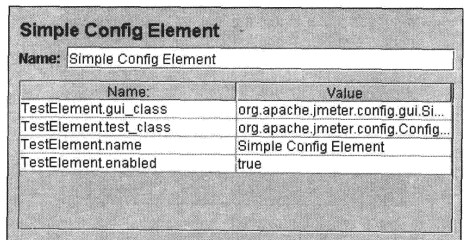 Simple Config Element
Name: Simple Config Element
Name: Value
TestElement.gui_class org.apache.jmeter.config.gui.Si...
TestElement.test_class org.apache.jmeter.config.Config...
TestElement.name Simple Config Element
TestElement.enabled true